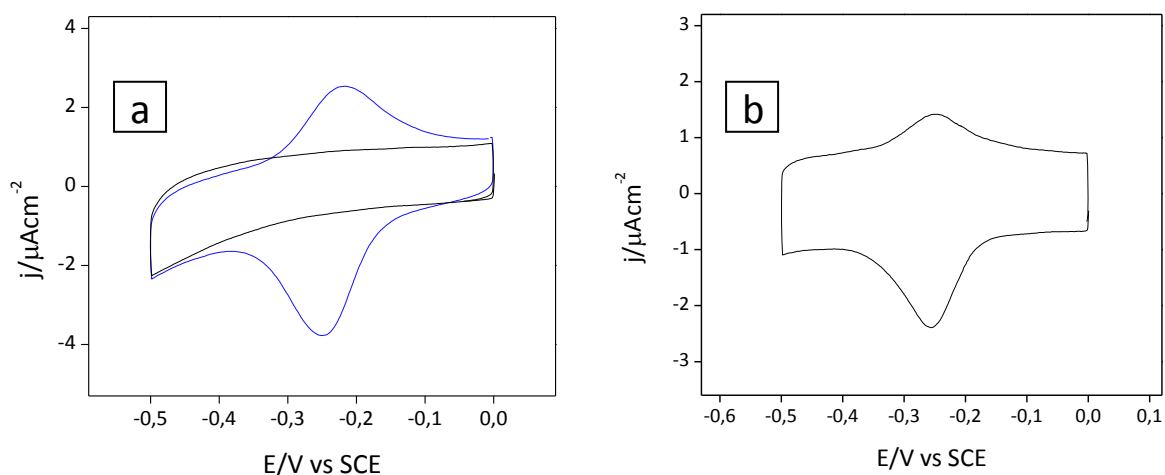 a
4
2
0
-2
-4
j/μAcm⁻²
-0,5 -0,4 -0,3 -0,2 -0,1 0,0
E/V vs SCE
b
3
2
1
0
-1
-2
-3
j/μAcm⁻²
-0,6 -0,5 -0,4 -0,3 -0,2 -0,1 0,0 0,1
E/V vs SCE